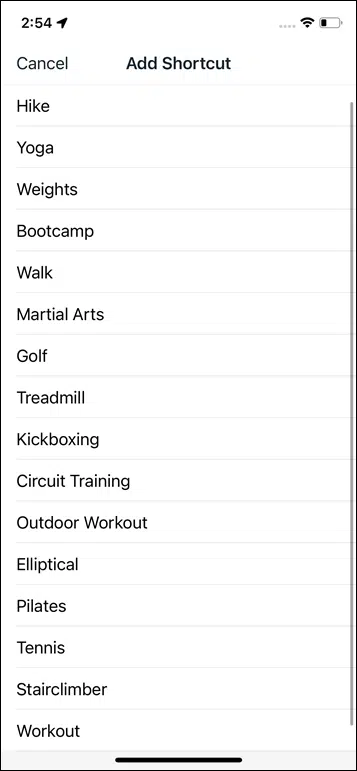 2:54
Cancel Add Shortcut
Hike
Yoga
Weights
Bootcamp
Walk
Martial Arts
Golf
Treadmill
Kickboxing
Circuit Training
Outdoor Workout
Elliptical
Pilates
Tennis
Stairclimber
Workout